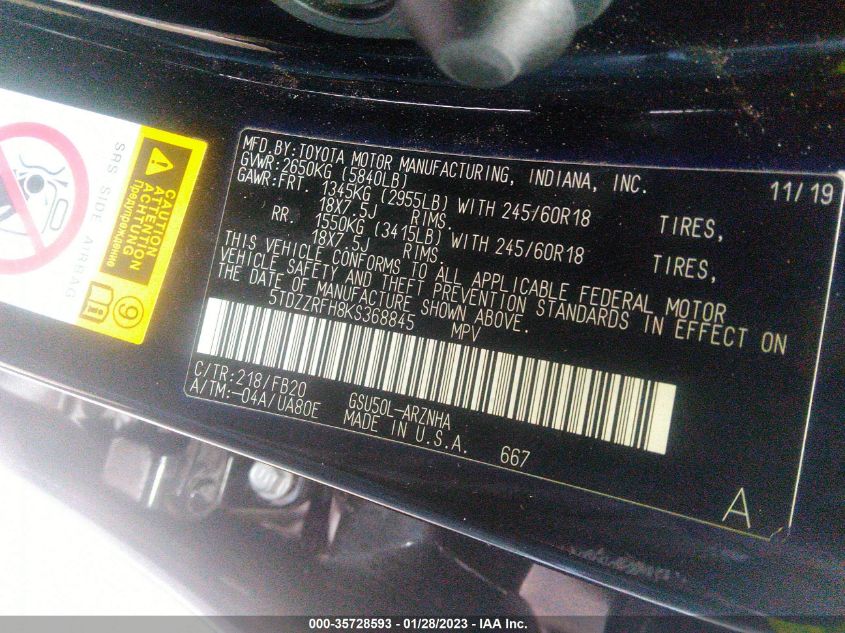 MFD.BY:TOYOTA MOTOR MANUFACTURING, INDIANA, INC. 11/19
GVWR:2650KG (5840LB)
GAWR:FRT. 1345KG (2955LB) WITH 245/60R18 TIRES,
18X7.5J RIMS.
RR. 1550KG (3415LB) WITH 245/60R18 TIRES,
18X7.5J RIMS.
THIS VEHICLE CONFORMS TO ALL APPLICABLE FEDERAL MOTOR
VEHICLE SAFETY AND THEFT PREVENTION STANDARDS IN EFFECT ON
THE DATE OF MANUFACTURE SHOWN ABOVE.
5TDZZRFH8KS368845 MPV
C/TR:218/FB20 GSU50L-ARZNHA
A/TM:-04A/UA80E MADE IN U.S.A. 667
A
SRS SIDE AIRBAG
CAUTION
ATTENTION
ACHTUNG
Предупреждение
9
000-35728593 - 01/28/2023 - IAA Inc.